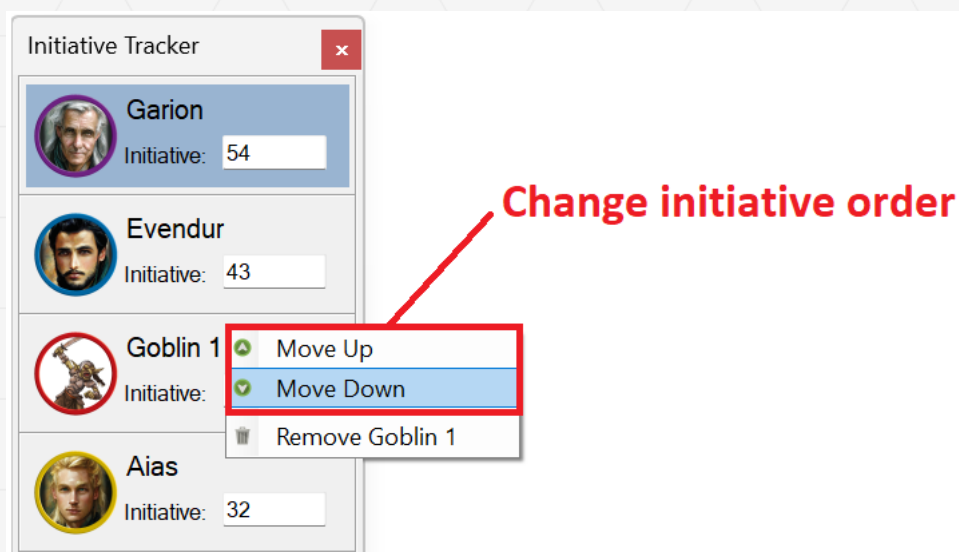 Initiative Tracker
x
Garion
Initiative: 54
Change initiative order
Evendur
Initiative: 43
Goblin 1
Move Up
Initiative:
Move Down
Remove Goblin 1
Aias
Initiative: 32